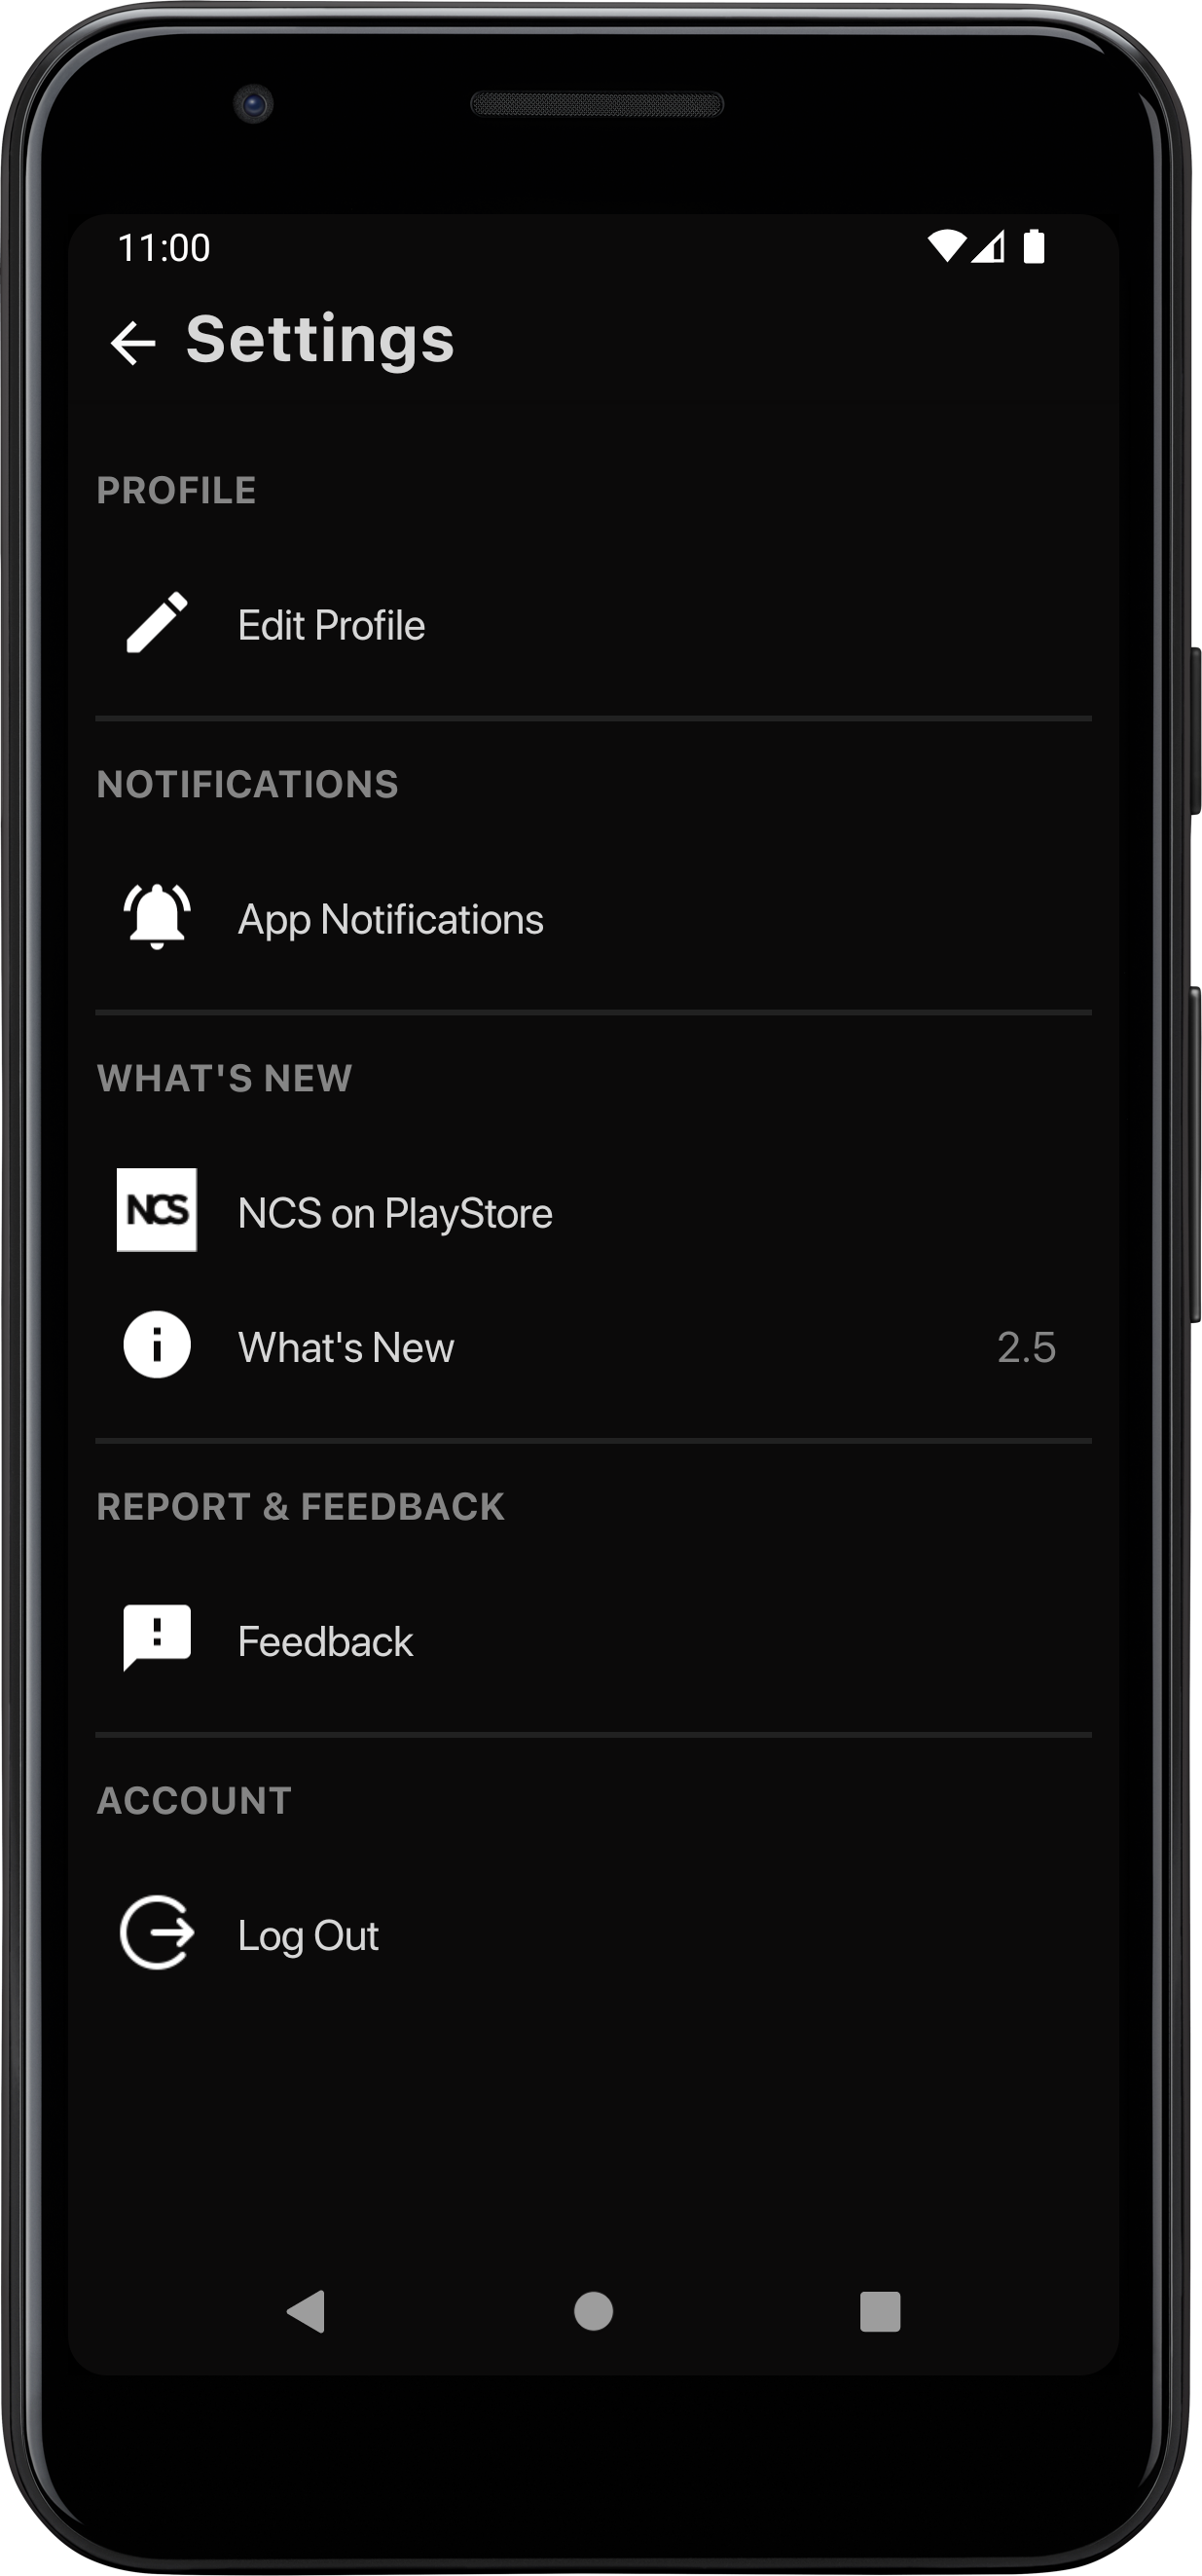 11:00
Settings
PROFILE
Edit Profile
NOTIFICATIONS
App Notifications
WHAT'S NEW
NCS
NCS on PlayStore
What's New 2.5
REPORT & FEEDBACK
Feedback
ACCOUNT
Log Out